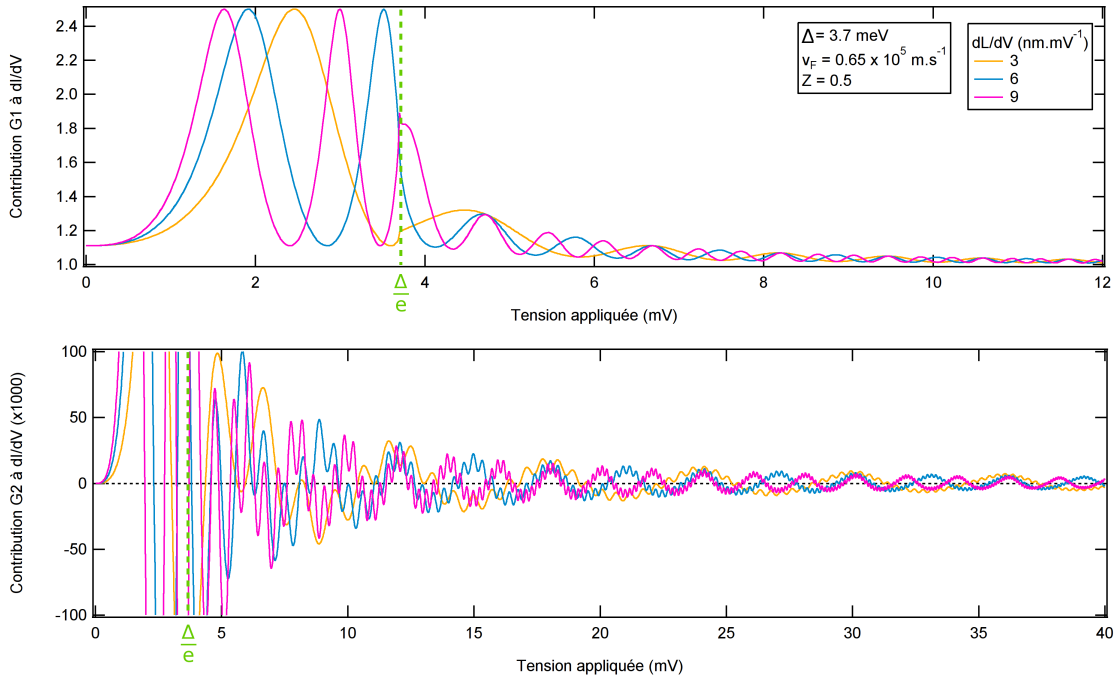 Contribution G1 à dI/dV
2.4
2.2
2.0
1.8
1.6
1.4
1.2
1.0
0
2
4
6
8
10
12
Δ
e
Tension appliquée (mV)
Δ= 3.7 meV
v_F = 0.65 x 10⁵ m.s⁻¹
Z = 0.5
dL/dV (nm.mV⁻¹)
3
6
9
Contribution G2 à dI/dV (x1000)
100
50
0
-50
-100
0
5
10
15
20
25
30
35
40
Δ
e
Tension appliquée (mV)